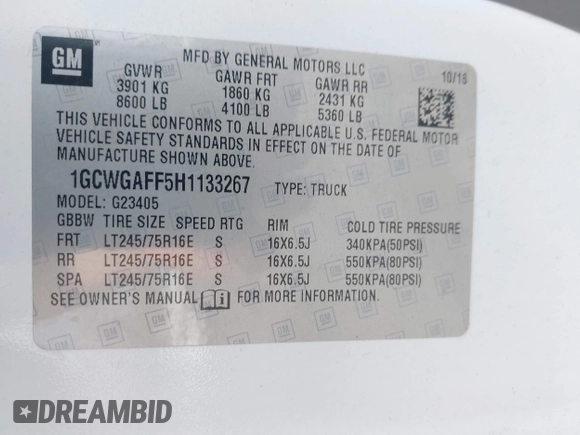 GM
MFD BY GENERAL MOTORS LLC
10/16
GVWR GAWR FRT GAWR RR
3901 KG 1860 KG 2431 KG
8600 LB 4100 LB 5360 LB
THIS VEHICLE CONFORMS TO ALL APPLICABLE U.S. FEDERAL MOTOR
VEHICLE SAFETY STANDARDS IN EFFECT ON THE DATE OF
MANUFACTURE SHOWN ABOVE.
1GCWGAFF5H1133267 TYPE: TRUCK
MODEL: G23405
GBBW TIRE SIZE SPEED RTG RIM COLD TIRE PRESSURE
FRT LT245/75R16E S 16X6.5J 340KPA(50PSI)
RR LT245/75R16E S 16X6.5J 550KPA(80PSI)
SPA LT245/75R16E S 16X6.5J 550KPA(80PSI)
SEE OWNER'S MANUAL FOR MORE INFORMATION.
DREAMBID